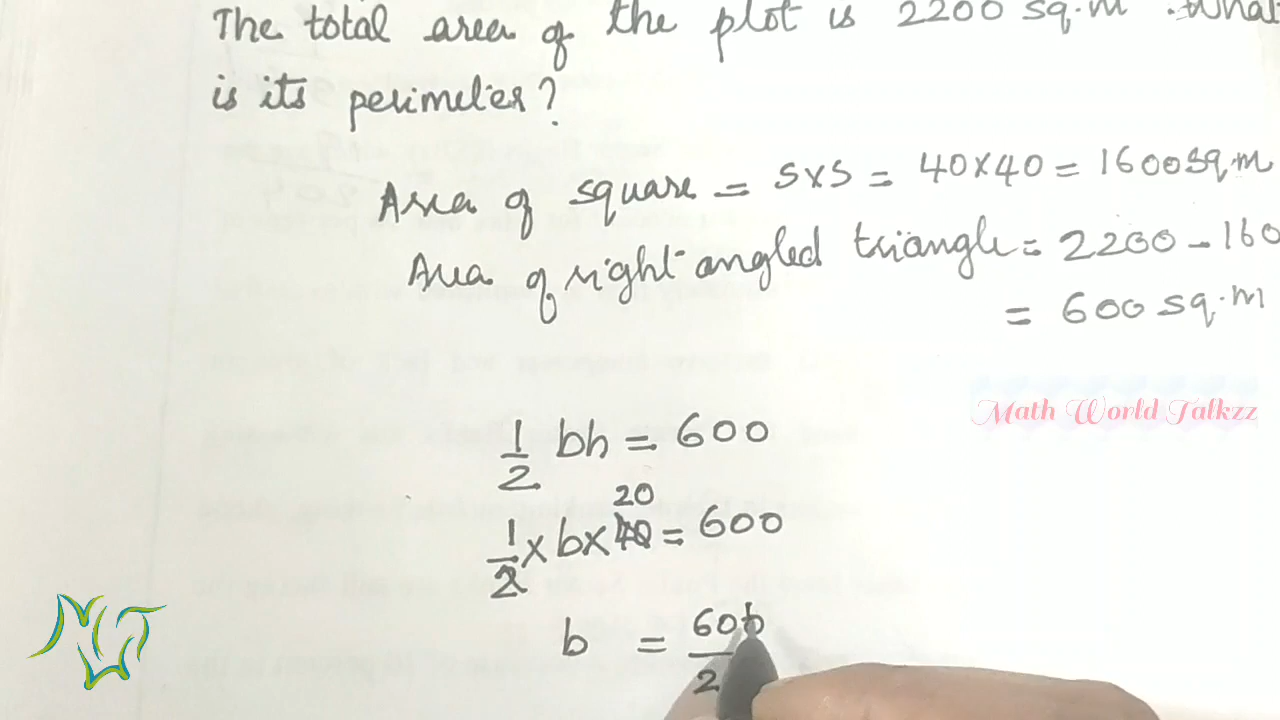 The total area of the plot is 2200 sq.m. What
is its perimeter?
Area of square = S×S = 40×40 = 1600 sq.m
Area of right angled triangle = 2200 - 160
= 600 sq.m
Math World Talkzz
1/2 bh = 600
20
1/2 × b × 40 = 600
b = 600/2
MT